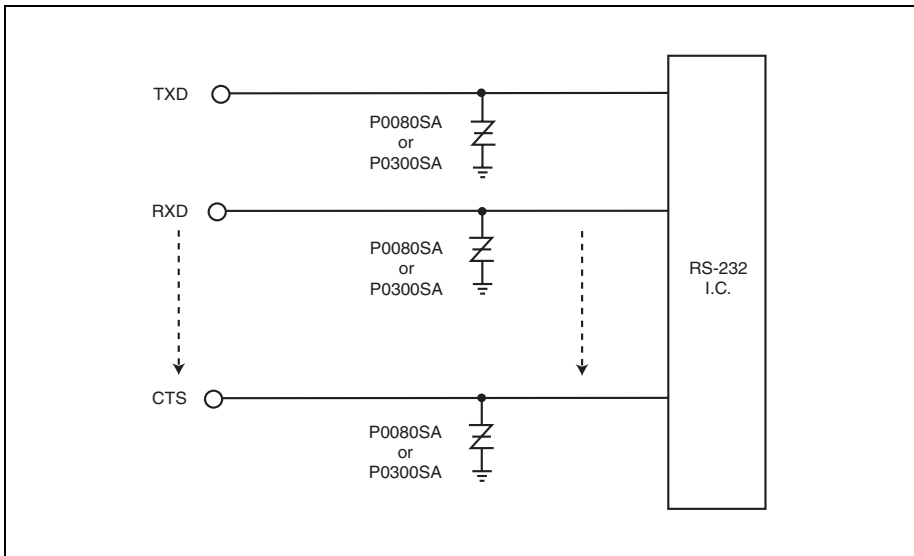 TXD
P0080SA
or
P0300SA
RXD
P0080SA
or
P0300SA
RS-232
I.C.
CTS
P0080SA
or
P0300SA